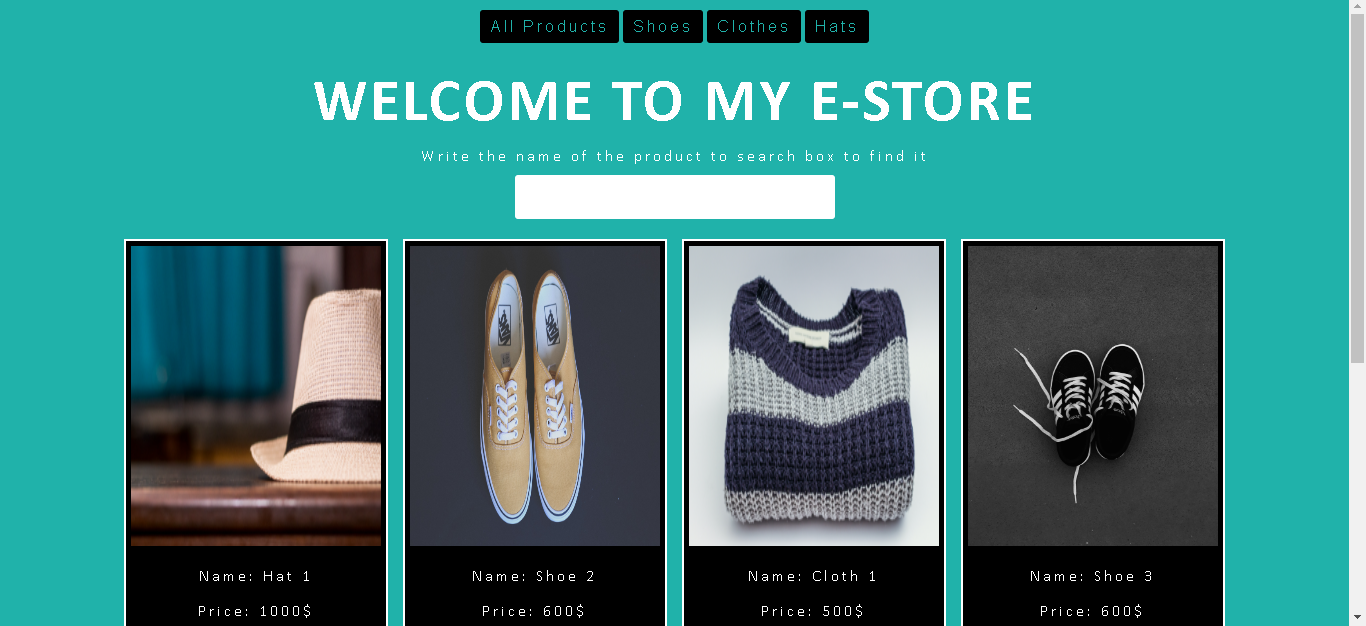 All Products Shoes Clothes Hats
WELCOME TO MY E-STORE
Write the name of the product to search box to find it
Name: Hat 1 Name: Shoe 2 Name: Cloth 1 Name: Shoe 3
Price: 1000$ Price: 600$ Price: 500$ Price: 600$